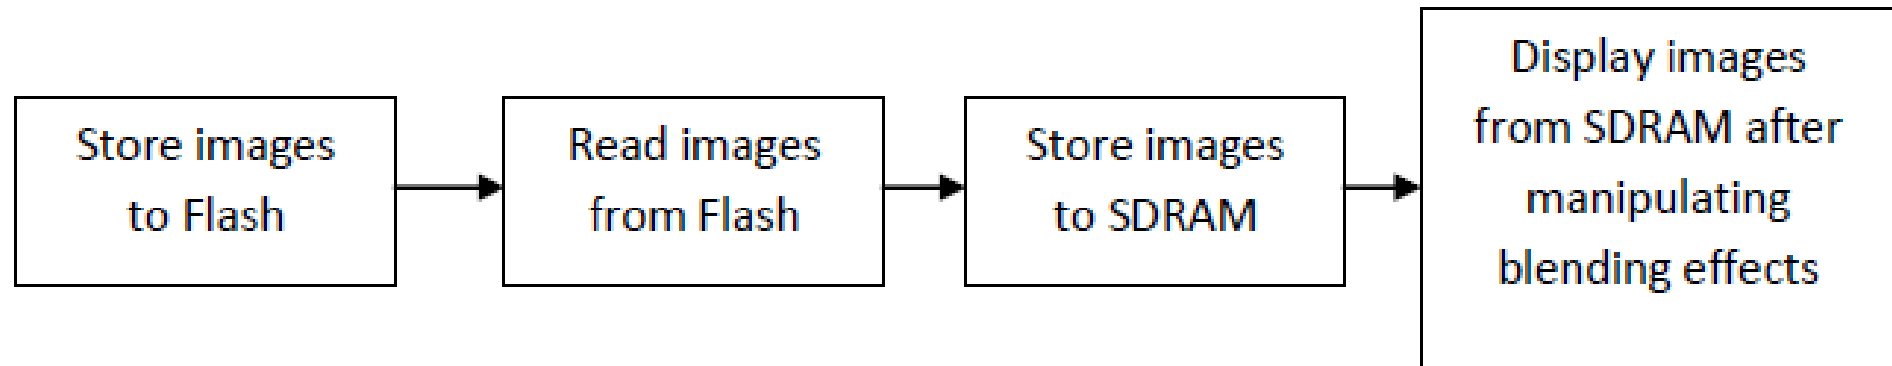 Store images
to Flash
Read images
from Flash
Store images
to SDRAM
Display images
from SDRAM after
manipulating
blending effects